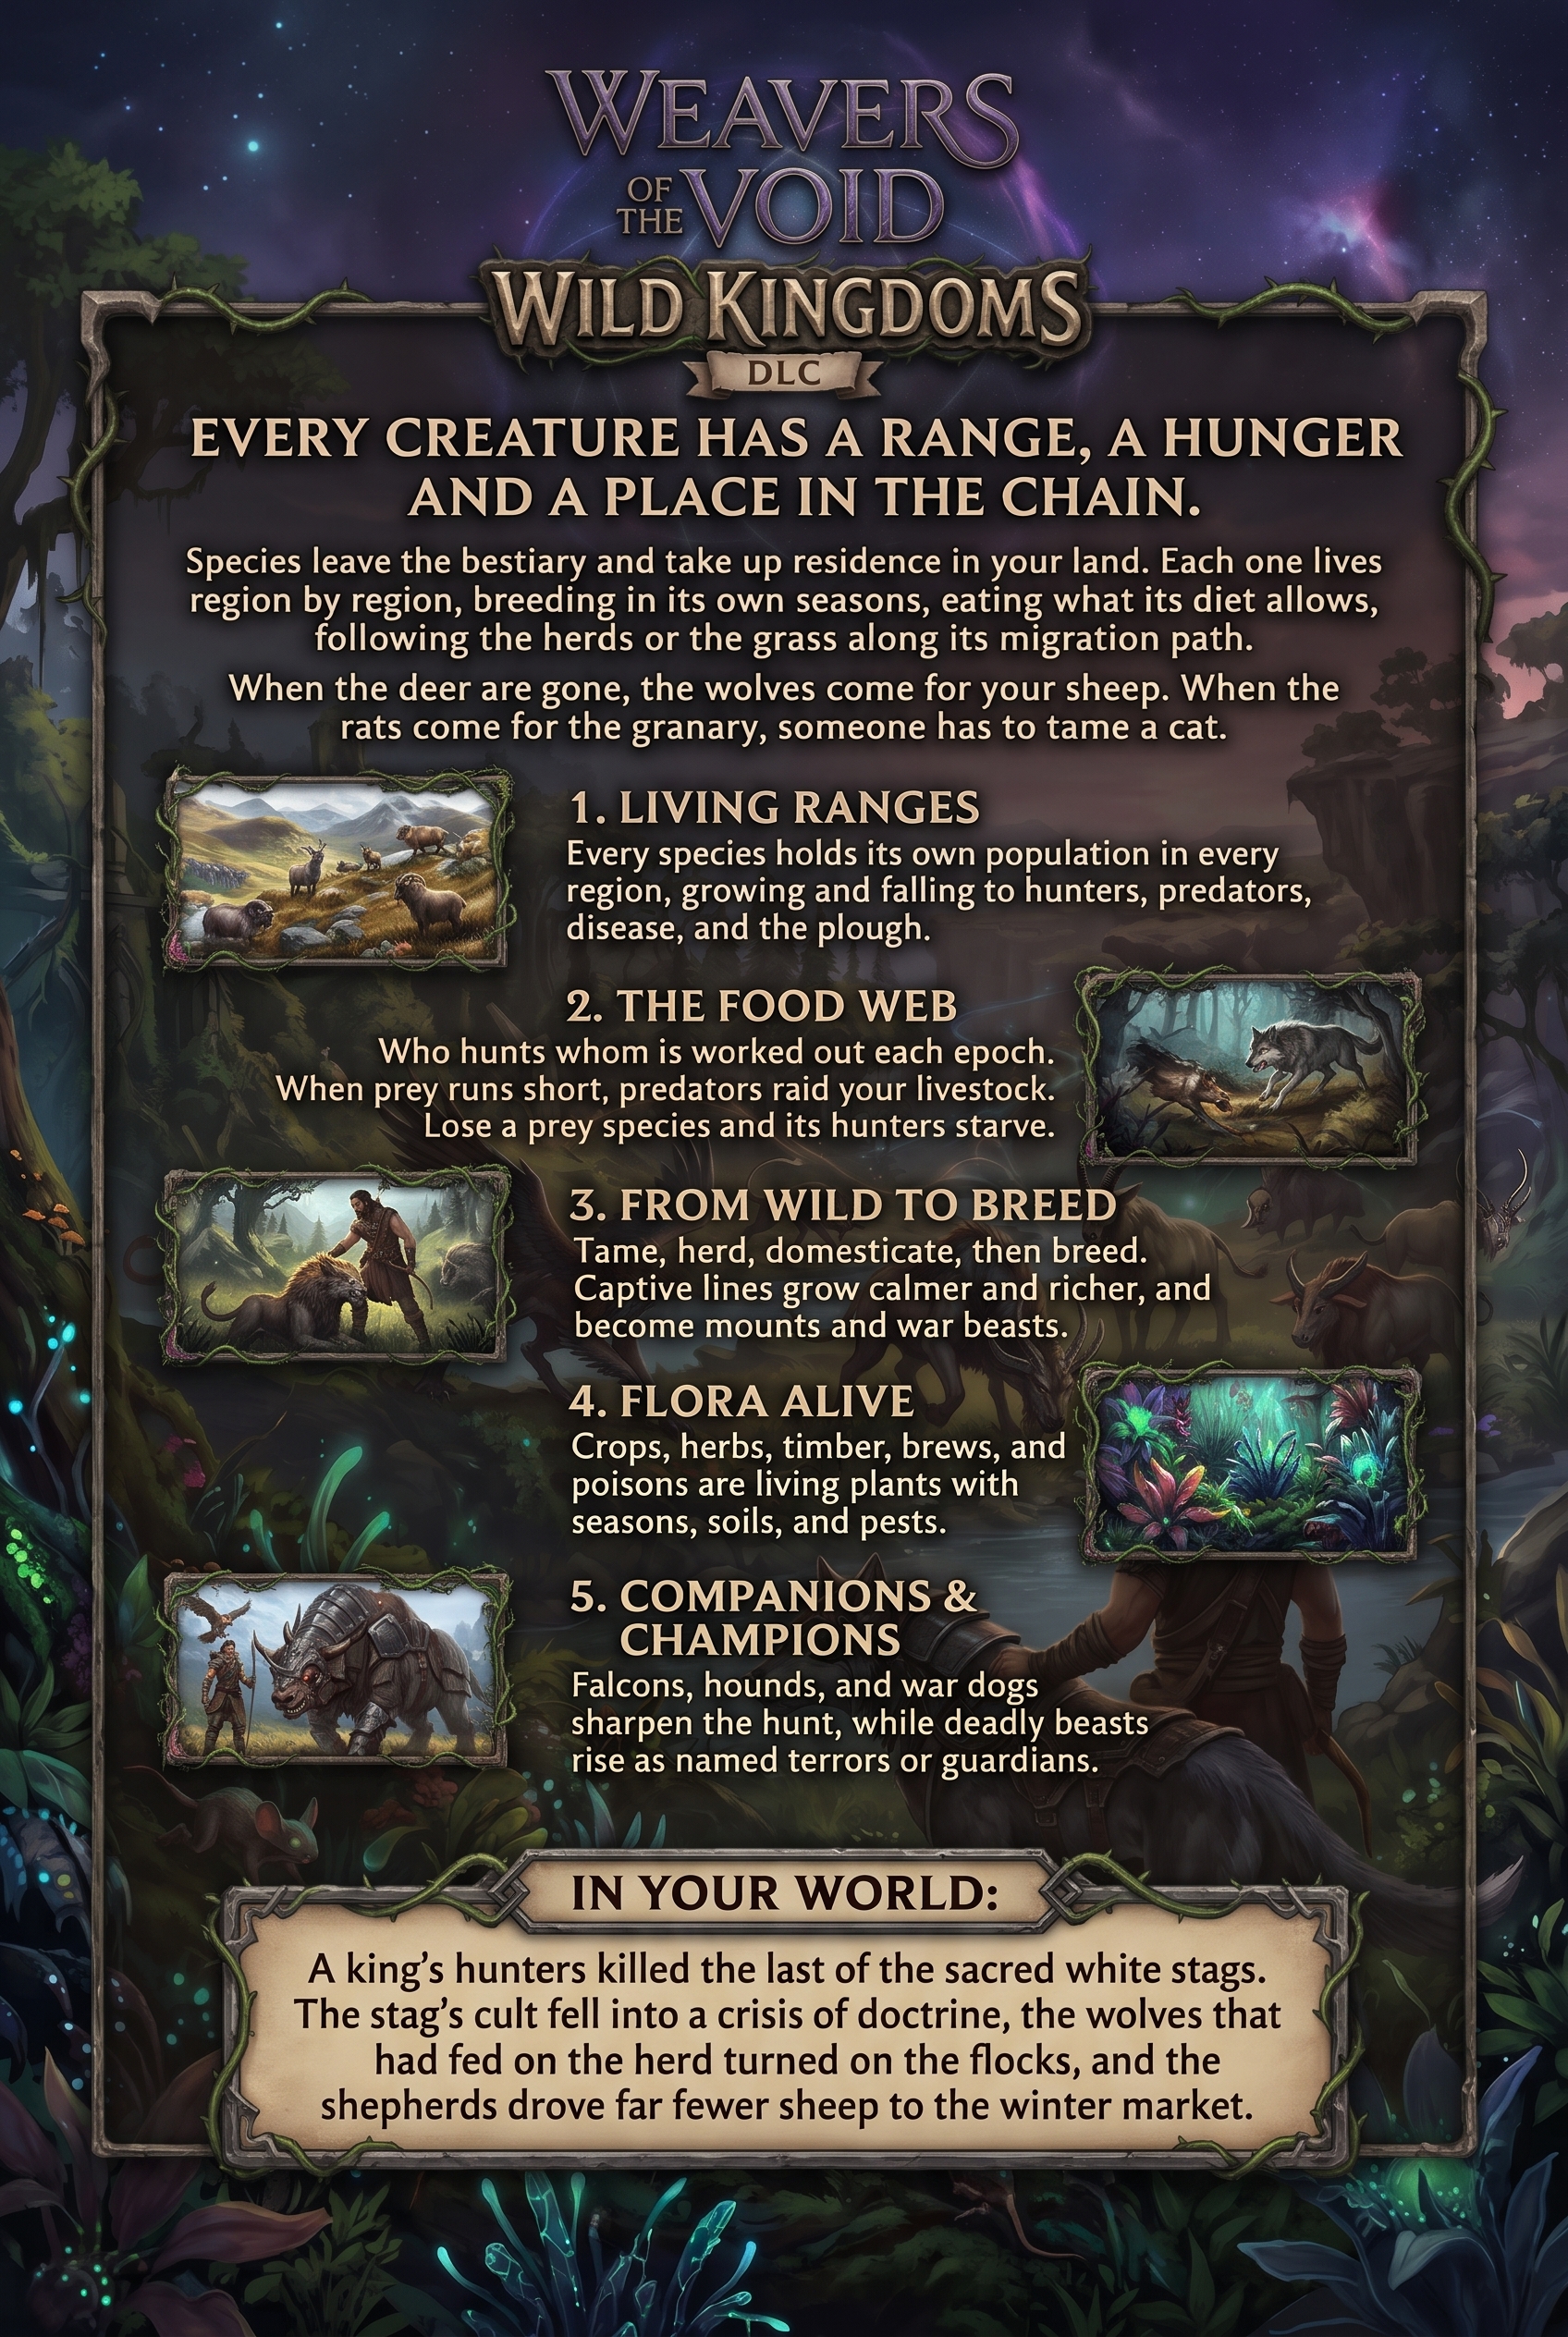 WEAVERS
OF THE VOID
WILD KINGDOMS
DLC
EVERY CREATURE HAS A RANGE, A HUNGER
AND A PLACE IN THE CHAIN.
Species leave the bestiary and take up residence in your land. Each one lives
region by region, breeding in its own seasons, eating what its diet allows,
following the herds or the grass along its migration path.
When the deer are gone, the wolves come for your sheep. When the
rats come for the granary, someone has to tame a cat.
1. LIVING RANGES
Every species holds its own population in every
region, growing and falling to hunters, predators,
disease, and the plough.
2. THE FOOD WEB
Who hunts whom is worked out each epoch.
When prey runs short, predators raid your livestock.
Lose a prey species and its hunters starve.
3. FROM WILD TO BREED
Tame, herd, domesticate, then breed.
Captive lines grow calmer and richer, and
become mounts and war beasts.
4. FLORA ALIVE
Crops, herbs, timber, brews, and
poisons are living plants with
seasons, soils, and pests.
5. COMPANIONS &
CHAMPIONS
Falcons, hounds, and war dogs
sharpen the hunt, while deadly beasts
rise as named terrors or guardians.
IN YOUR WORLD:
A king's hunters killed the last of the sacred white stags.
The stag's cult fell into a crisis of doctrine, the wolves that
had fed on the herd turned on the flocks, and the
shepherds drove far fewer sheep to the winter market.